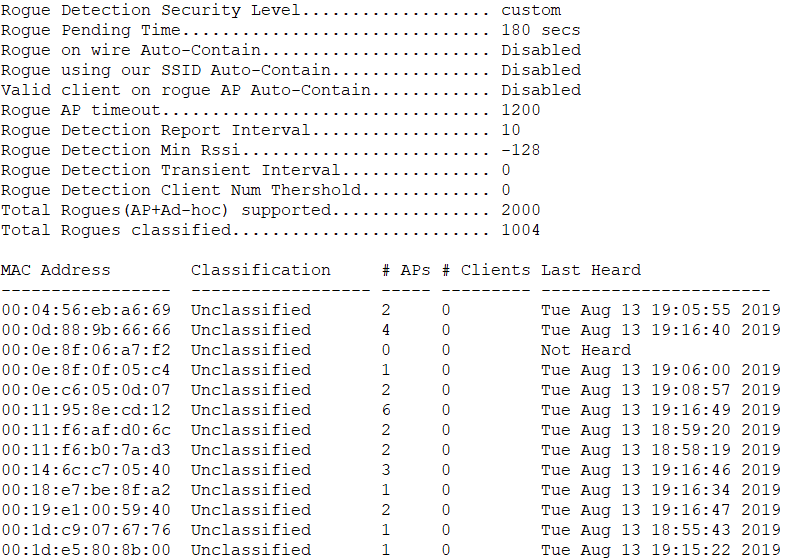 Rogue Detection Security Level................... custom
Rogue Pending Time............................... 180 secs
Rogue on wire Auto-Contain....................... Disabled
Rogue using our SSID Auto-Contain................ Disabled
Valid client on rogue AP Auto-Contain............ Disabled
Rogue AP timeout................................. 1200
Rogue Detection Report Interval.................. 10
Rogue Detection Min Rssi......................... -128
Rogue Detection Transient Interval............... 0
Rogue Detection Client Num Thershold............. 0
Total Rogues(AP+Ad-hoc) supported................ 2000
Total Rogues classified.......................... 1004
MAC Address        Classification     # APs # Clients Last Heard
-----------------  ------------------ ----- --------- -----------------------
00:04:56:eb:a6:69  Unclassified       2     0         Tue Aug 13 19:05:55 2019
00:0d:88:9b:66:66  Unclassified       4     0         Tue Aug 13 19:16:40 2019
00:0e:8f:06:a7:f2  Unclassified       0     0         Not Heard
00:0e:8f:0f:05:c4  Unclassified       1     0         Tue Aug 13 19:06:00 2019
00:0e:c6:05:0d:07  Unclassified       2     0         Tue Aug 13 19:08:57 2019
00:11:95:8e:cd:12  Unclassified       6     0         Tue Aug 13 19:16:49 2019
00:11:f6:af:d0:6c  Unclassified       2     0         Tue Aug 13 18:59:20 2019
00:11:f6:b0:7a:d3  Unclassified       2     0         Tue Aug 13 18:58:19 2019
00:14:6c:c7:05:40  Unclassified       3     0         Tue Aug 13 19:16:46 2019
00:18:e7:be:8f:a2  Unclassified       1     0         Tue Aug 13 19:16:34 2019
00:19:e1:00:59:40  Unclassified       2     0         Tue Aug 13 19:16:47 2019
00:1d:c9:07:67:76  Unclassified       1     0         Tue Aug 13 18:55:43 2019
00:1d:e5:80:8b:00  Unclassified       1     0         Tue Aug 13 19:15:22 2019